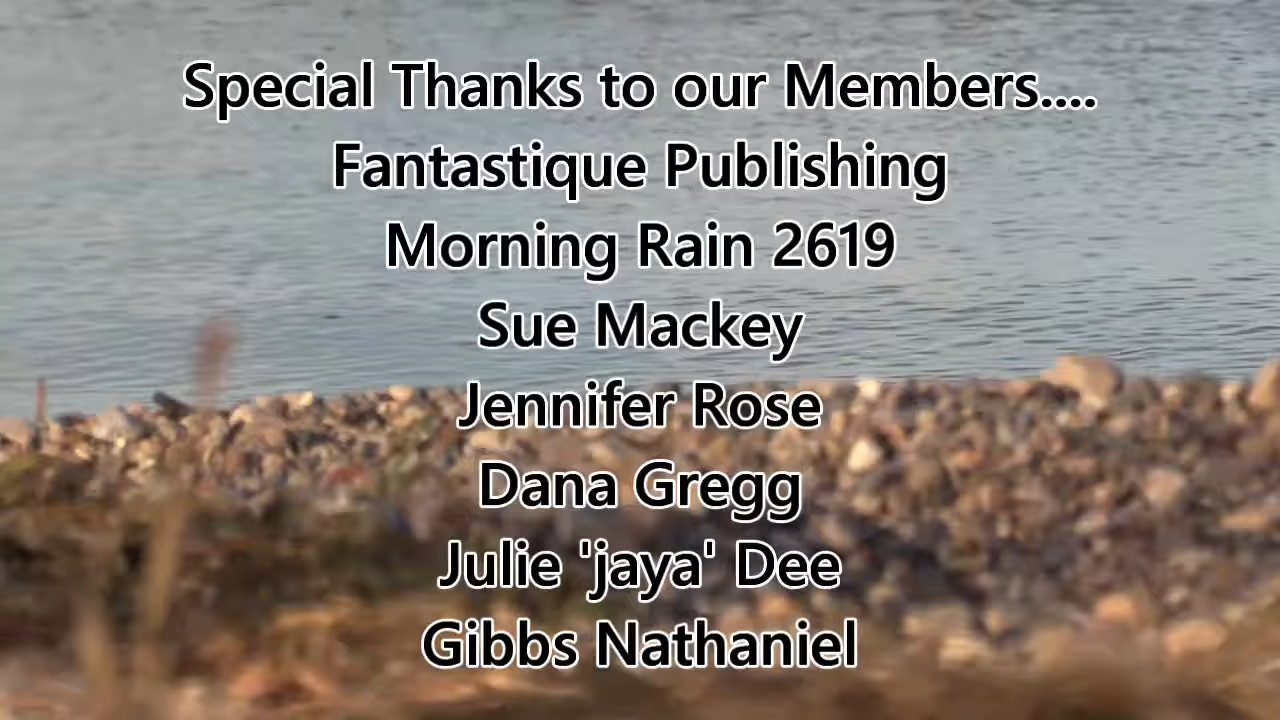 Special Thanks to our Members....
Fantastique Publishing
Morning Rain 2619
Sue Mackey
Jennifer Rose
Dana Gregg
Julie 'jaya' Dee
Gibbs Nathaniel